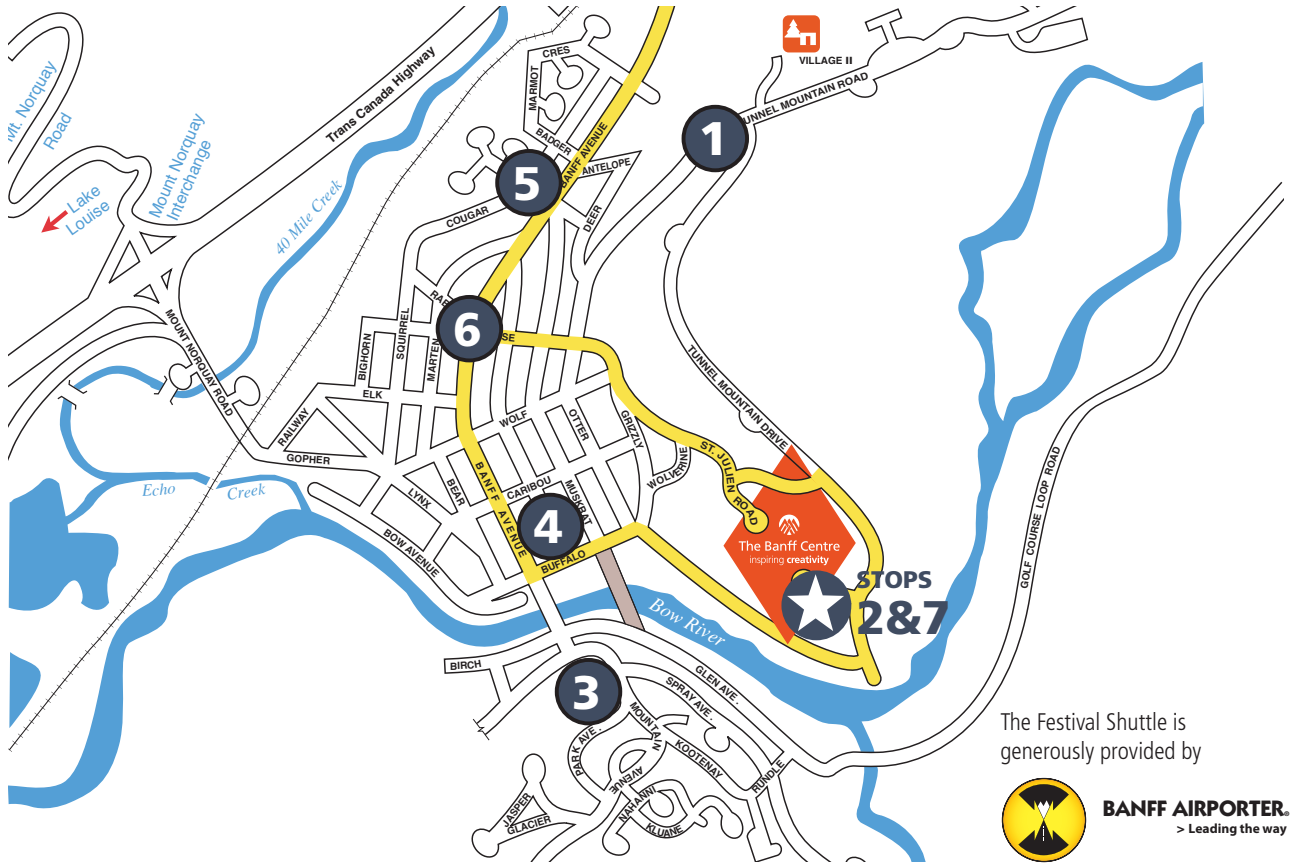 VILLAGE II
Mt. Norquay
Road
Trans Canada Highway
Mount Norquay
Interchange
Lake
Louise
40 Mile Creek
CRES
MARMOT
BADGER
BANFF AVENUE
ANTELOPE
1
TUNNEL MOUNTAIN ROAD
5
COUGAR
DEER
6
SQUIRREL
BIGHORN
MARTEN
ELK
MOUNT NORQUAY ROAD
RAILWAY
GOPHER
WOLF
OTTER
GRIZZLY
TUNNEL MOUNTAIN DRIVE
ST. JULIEN
ROAD
WOLVERINE
LYNX
BEAR
BANFF AVENUE
CARIBOU
MUSKRAT
4
BUFFALO
BOW AVENUE
Echo Creek
The Banff Centre
inspiring creativity
STOPS
2&7
GOLF COURSE LOOP ROAD
Bow River
BIRCH
3
GLEN AVE.
SPRAY AVE.
MOUNTAIN
AVENUE
PARK AVE.
KOOTENAY
RUNDLE
NAHANNI
KLUANE
JASPER
GLACIER
The Festival Shuttle is
generously provided by
BANFF AIRPORTER®
> Leading the way